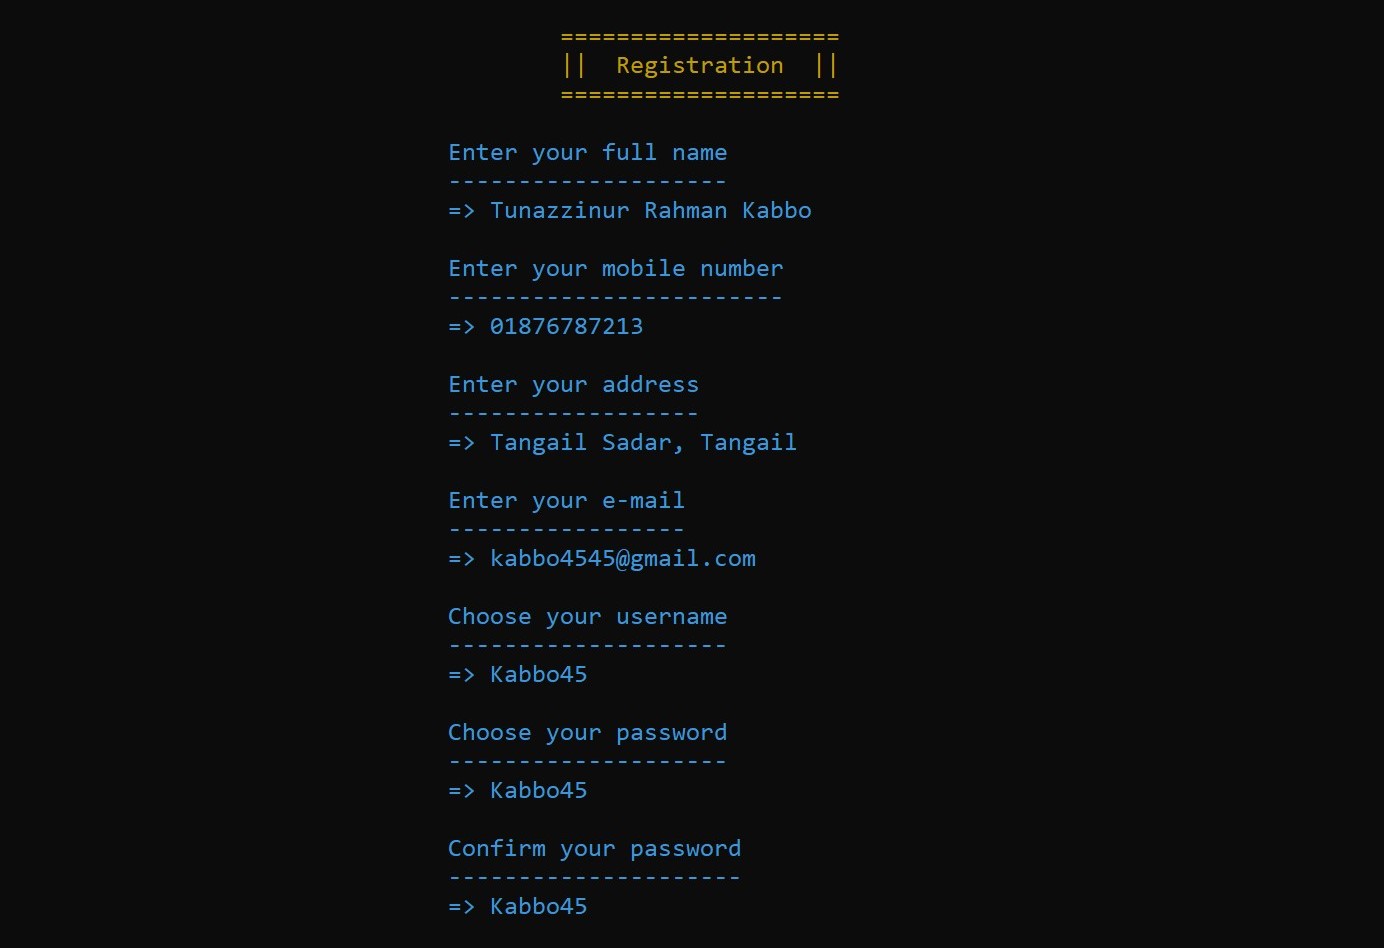 ====================
||  Registration  ||
====================
Enter your full name
--------------------
=> Tunazzinur Rahman Kabbo
Enter your mobile number
------------------------
=> 01876787213
Enter your address
------------------
=> Tangail Sadar, Tangail
Enter your e-mail
-----------------
=> kabbo4545@gmail.com
Choose your username
--------------------
=> Kabbo45
Choose your password
--------------------
=> Kabbo45
Confirm your password
---------------------
=> Kabbo45